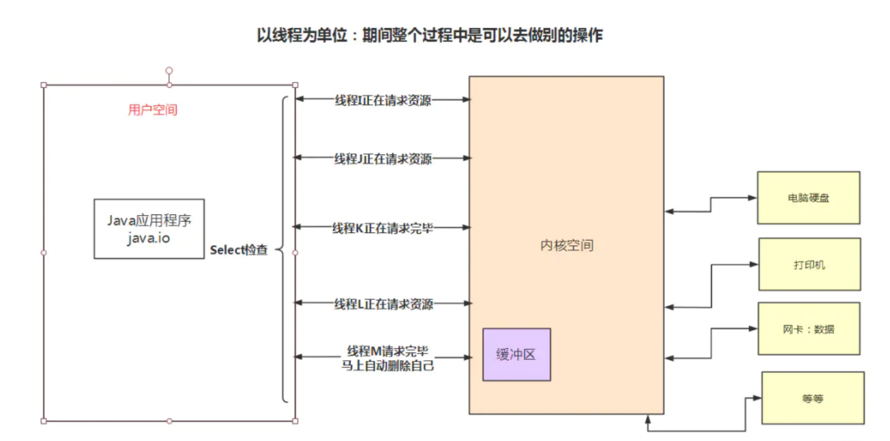 以线程为单位：期间整个过程中是可以去做别的操作
用户空间
Java应用程序
java.io
Select检查
线程I正在请求资源
线程J正在请求资源
线程K正在请求完毕
线程L正在请求资源
线程M请求完毕
马上自动删除自己
内核空间
缓冲区
电脑硬盘
打印机
网卡：数据
等等